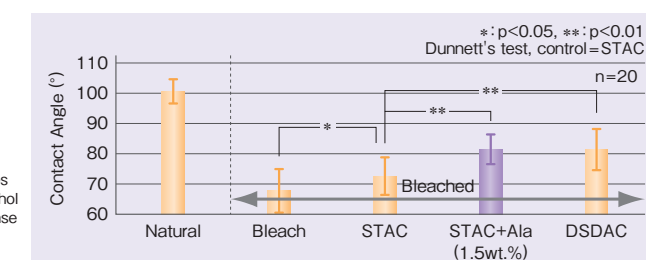 *:p<0.05, **:p<0.01
Dunnett's test, control=STAC
n=20
Contact Angle (°)
110
100
90
80
70
60
*
**
**
Bleached
Natural
Bleach
STAC
STAC+Ala
(1.5wt.%)
DSDAC